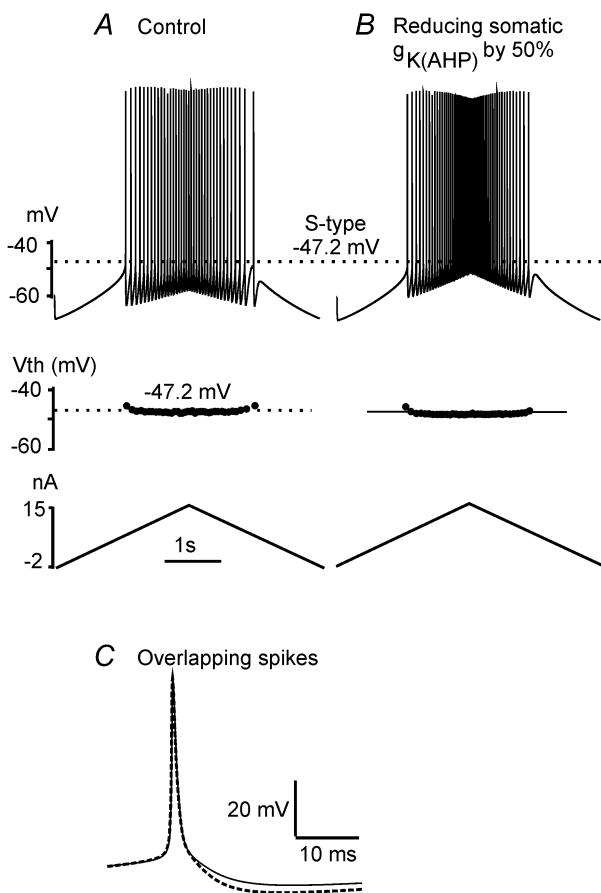 A Control
B Reducing somatic
gK(AHP) by 50%
mV
-40
-60
S-type
-47.2 mV
Vth (mV)
-40
-60
-47.2 mV
nA
15
-2
1s
C Overlapping spikes
20 mV
10 ms